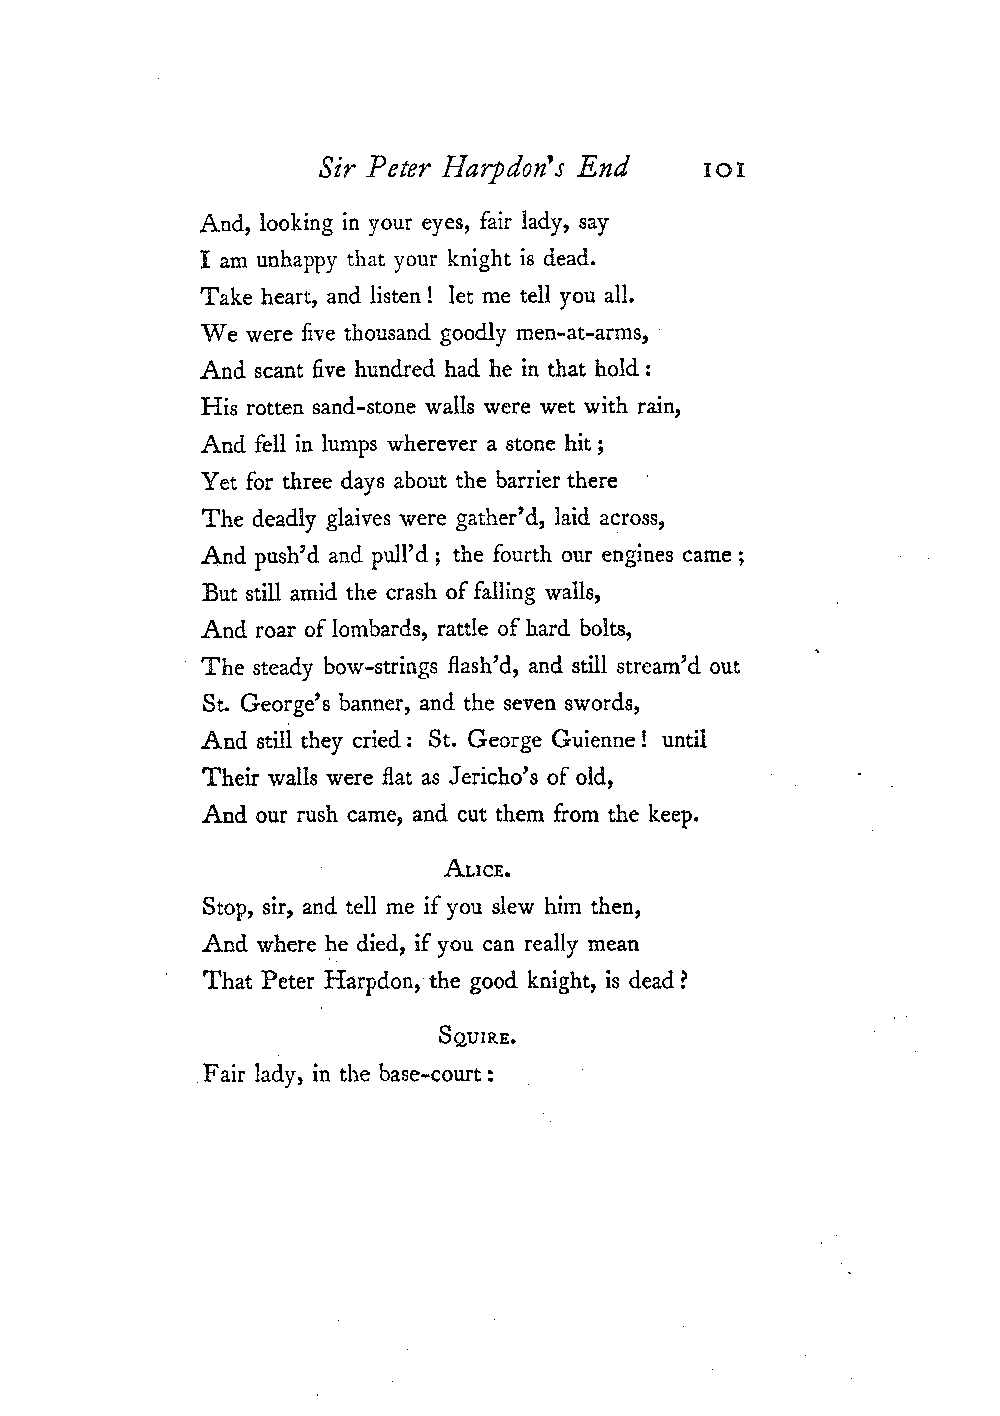 Sir Peter Harpdon's End 101
And, looking in your eyes, fair lady, say
I am unhappy that your knight is dead.
Take heart, and listen! let me tell you all.
We were five thousand goodly men-at-arms,
And scant five hundred had he in that hold:
His rotten sand-stone walls were wet with rain,
And fell in lumps wherever a stone hit;
Yet for three days about the barrier there
The deadly glaives were gather'd, laid across,
And push'd and pull'd; the fourth our engines came;
But still amid the crash of falling walls,
And roar of lombards, rattle of hard bolts,
The steady bow-strings flash'd, and still stream'd out
St. George's banner, and the seven swords,
And still they cried: St. George Guienne! until
Their walls were flat as Jericho's of old,
And our rush came, and cut them from the keep.
ALICE.
Stop, sir, and tell me if you slew him then,
And where he died, if you can really mean
That Peter Harpdon, the good knight, is dead?
SQUIRE.
Fair lady, in the base-court: